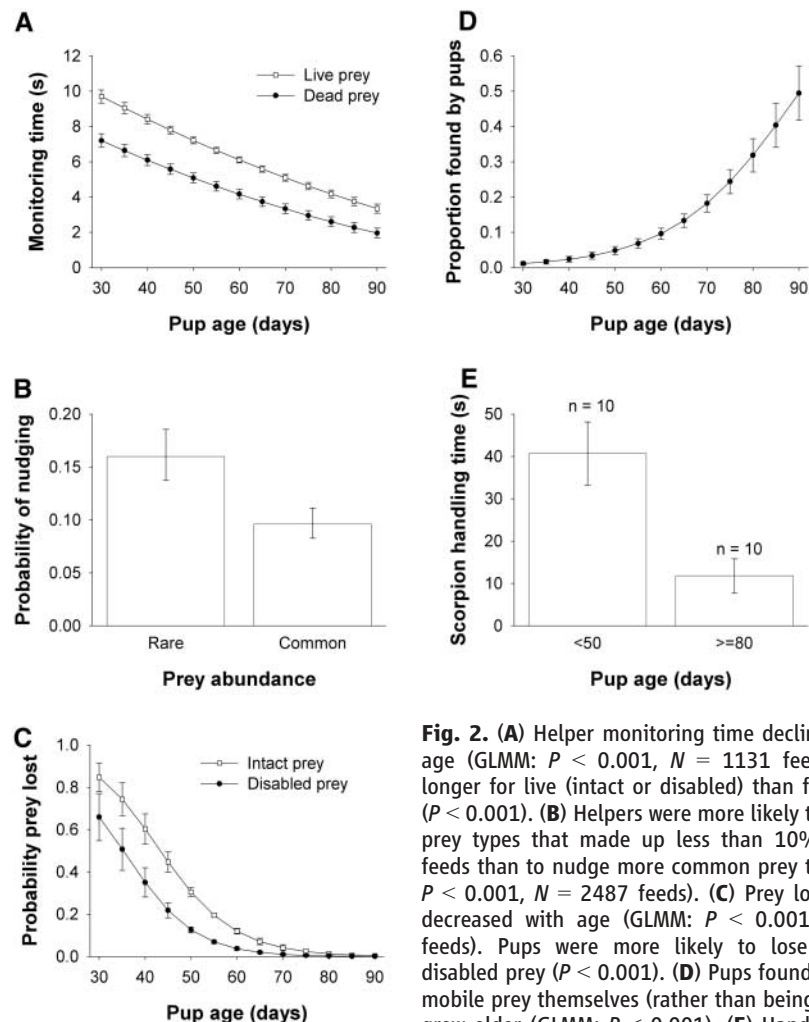 A
Monitoring time (s)
12
10
8
6
4
2
0
Live prey
Dead prey
30 40 50 60 70 80 90
Pup age (days)
B
Probability of nudging
0.20
0.15
0.10
0.05
0.00
Rare Common
Prey abundance
C
Probability prey lost
1.0
0.8
0.6
0.4
0.2
0.0
Intact prey
Disabled prey
30 40 50 60 70 80 90
Pup age (days)
D
Proportion found by pups
0.6
0.5
0.4
0.3
0.2
0.1
0.0
30 40 50 60 70 80 90
Pup age (days)
E
Scorpion handling time (s)
50
40
30
20
10
0
n = 10
n = 10
<50 >=80
Pup age (days)
Fig. 2. (A) Helper monitoring time declin
age (GLMM: P < 0.001, N = 1131 fee
longer for live (intact or disabled) than f
(P < 0.001). (B) Helpers were more likely t
prey types that made up less than 10%
feeds than to nudge more common prey t
P < 0.001, N = 2487 feeds). (C) Prey lo
decreased with age (GLMM: P < 0.001
feeds). Pups were more likely to lose
disabled prey (P < 0.001). (D) Pups found
mobile prey themselves (rather than being